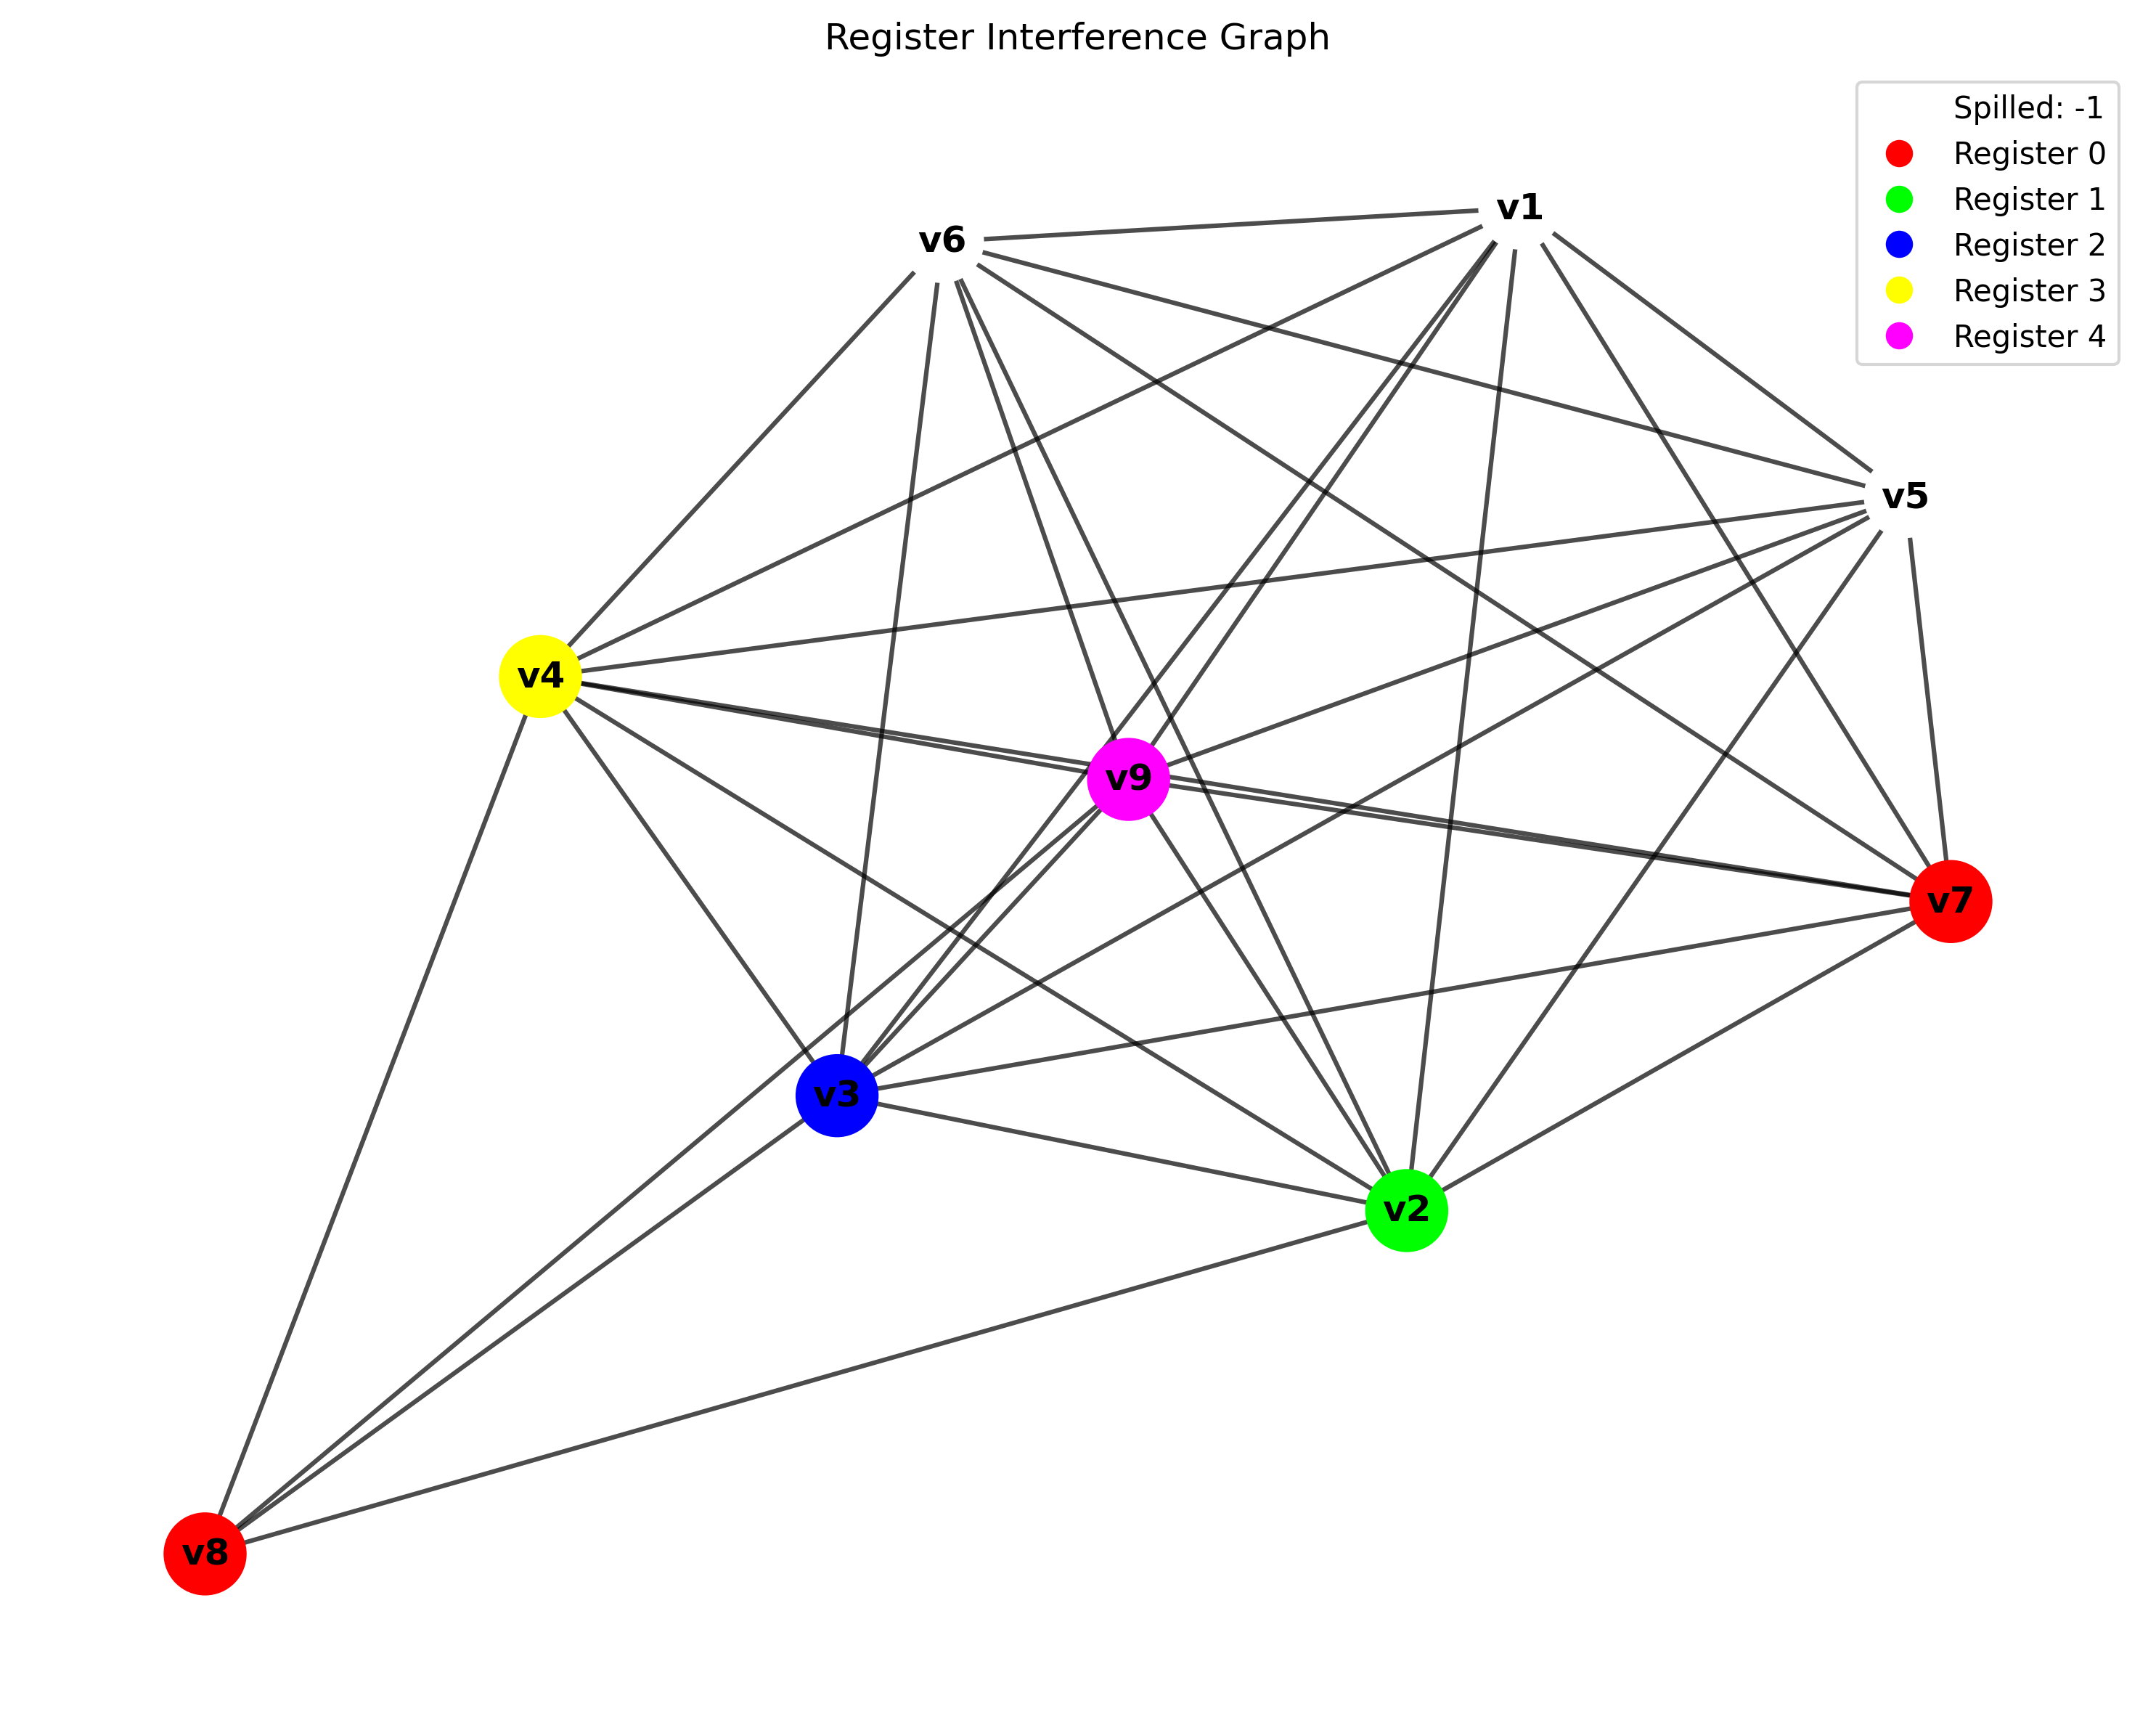 Register Interference Graph
Spilled: -1
Register 0
Register 1
Register 2
Register 3
Register 4
v1
v6
v5
v4
v9
v7
v3
v2
v8